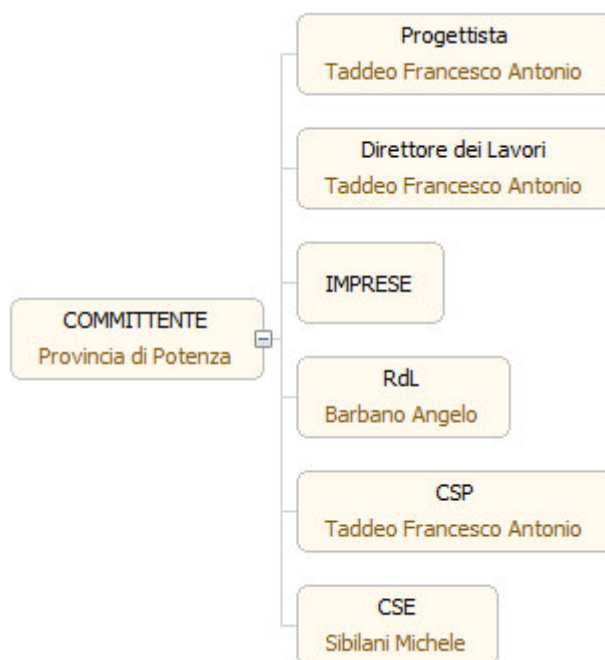 Progettista
Taddeo Francesco Antonio
Direttore dei Lavori
Taddeo Francesco Antonio
IMPRESE
COMMITTENTE
Provincia di Potenza
RdL
Barbano Angelo
CSP
Taddeo Francesco Antonio
CSE
Sibilani Michele